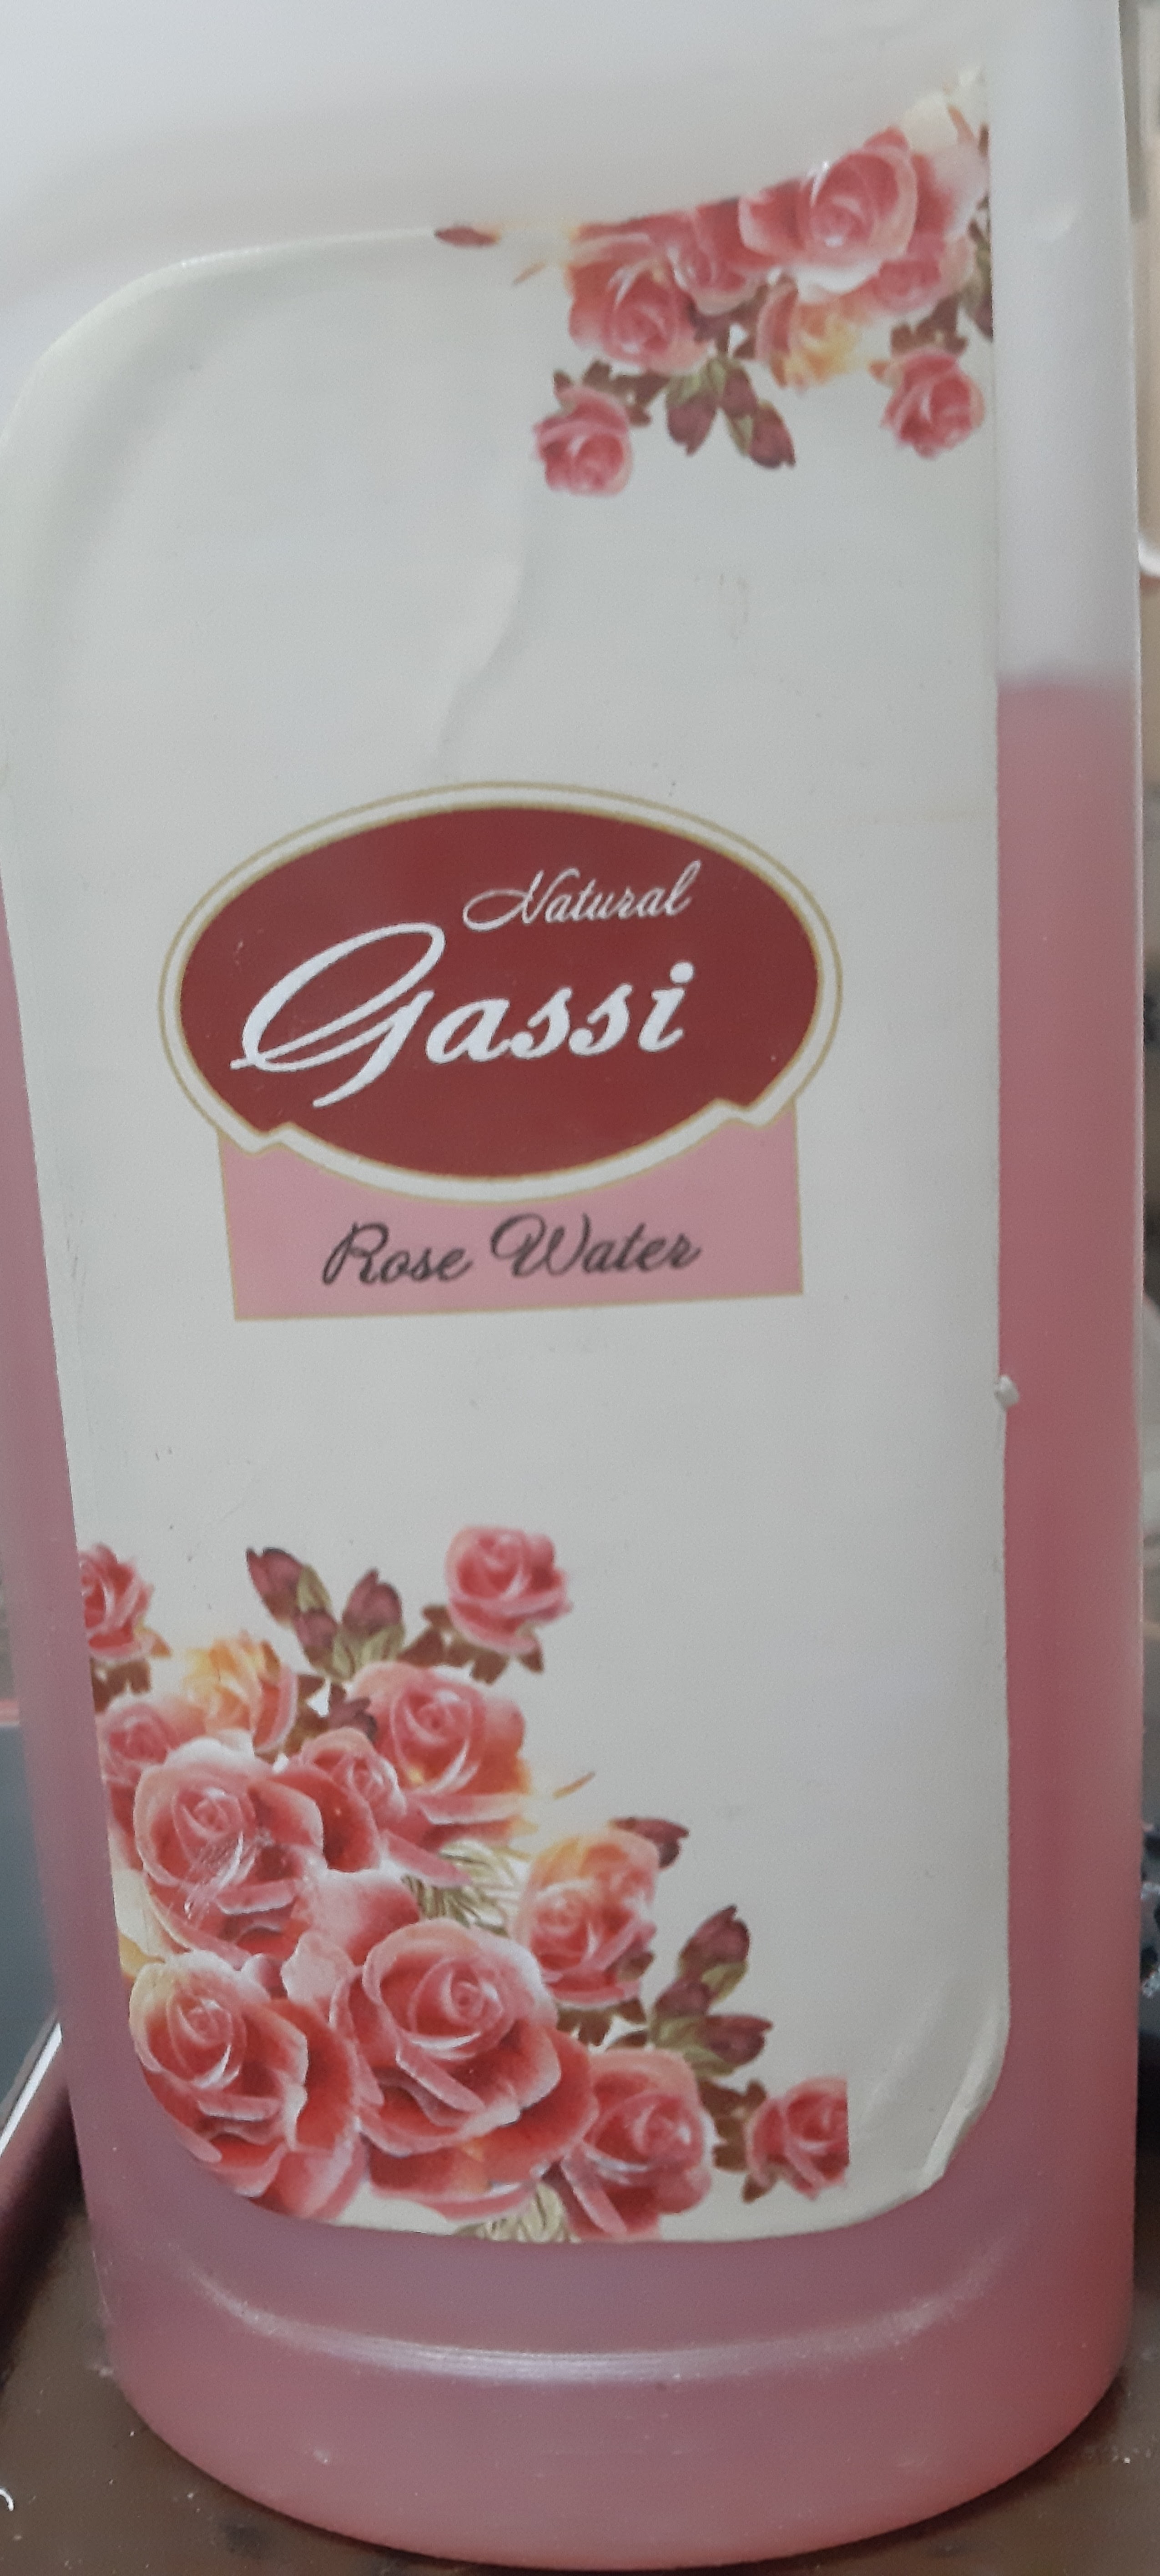 Natural
Gassi
Rose Water